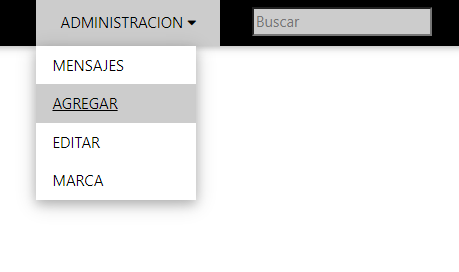 ADMINISTRACION
Buscar
MENSAJES
AGREGAR
EDITAR
MARCA